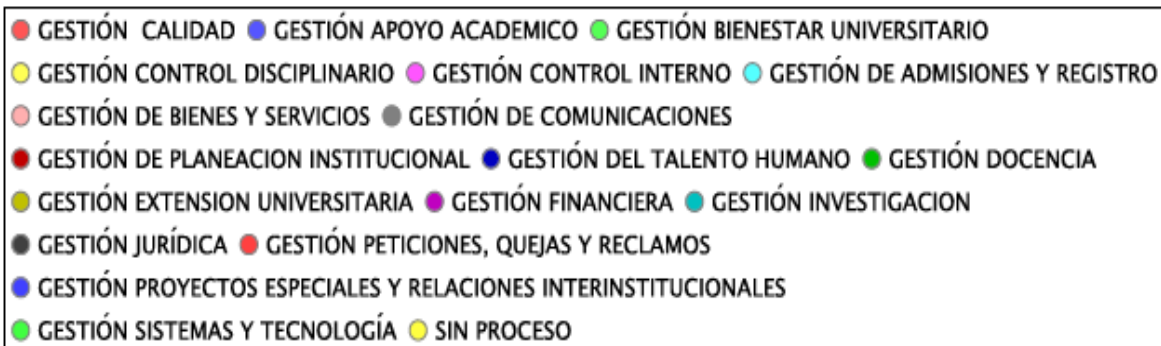 GESTIÓN CALIDAD GESTIÓN APOYO ACADEMICO GESTIÓN BIENESTAR UNIVERSITARIO
GESTIÓN CONTROL DISCIPLINARIO GESTIÓN CONTROL INTERNO GESTIÓN DE ADMISIONES Y REGISTRO
GESTIÓN DE BIENES Y SERVICIOS GESTIÓN DE COMUNICACIONES
GESTIÓN DE PLANEACION INSTITUCIONAL GESTIÓN DEL TALENTO HUMANO GESTIÓN DOCENCIA
GESTIÓN EXTENSION UNIVERSITARIA GESTIÓN FINANCIERA GESTIÓN INVESTIGACION
GESTIÓN JURÍDICA GESTIÓN PETICIONES, QUEJAS Y RECLAMOS
GESTIÓN PROYECTOS ESPECIALES Y RELACIONES INTERINSTITUCIONALES
GESTIÓN SISTEMAS Y TECNOLOGÍA SIN PROCESO